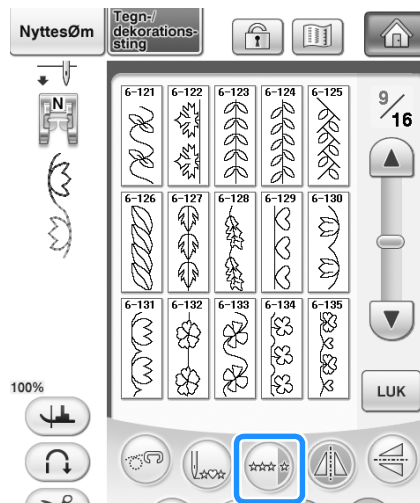 NyttesØm
Tegn-/
dekorations-
sting
N
6-121 6-122 6-123 6-124 6-125
9/16
6-126 6-127 6-128 6-129 6-130
6-131 6-132 6-133 6-134 6-135
100%
LUK